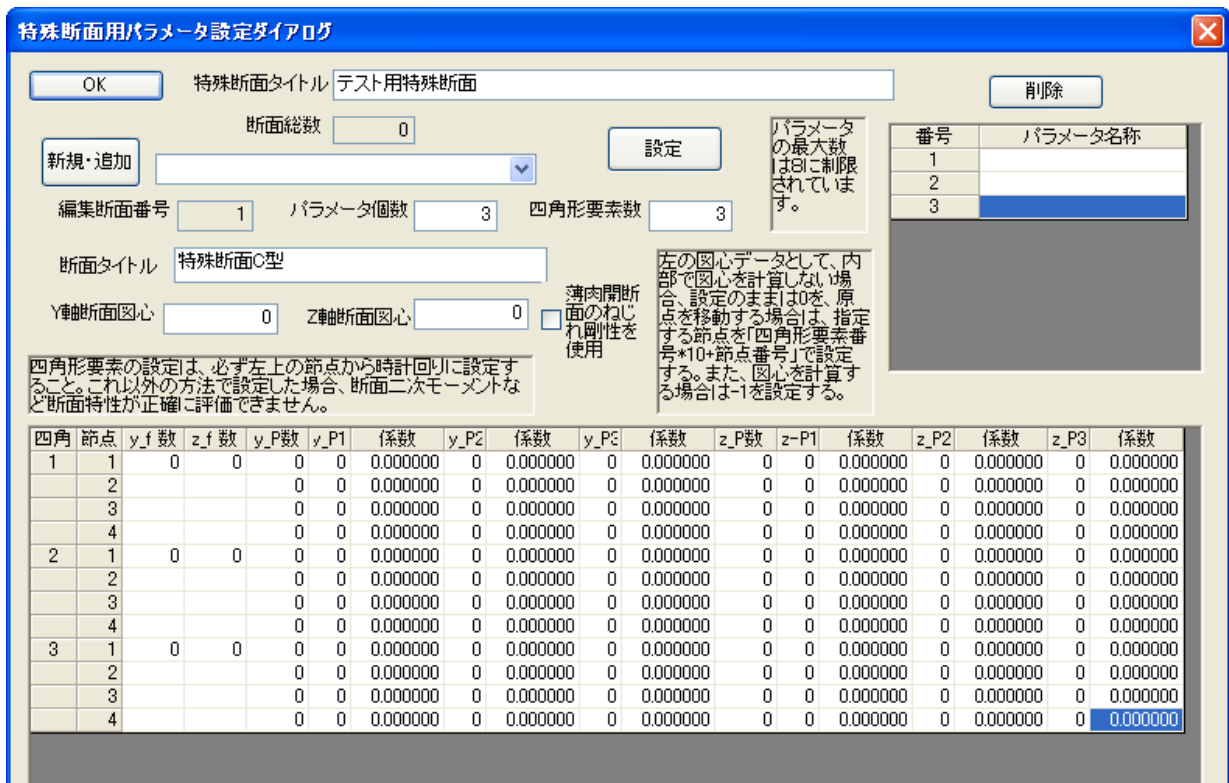 特殊断面用パラメータ設定ダイアログ
OK
特殊断面タイトル テスト用特殊断面
削除
断面総数 0
新規・追加
設定
パラメータ
の最大数
は8に制限
されていま
す。
番号 パラメータ名称
1
2
3
編集断面番号 1 パラメータ個数 3 四角形要素数 3
断面タイトル 特殊断面C型
Y軸断面図心 0 Z軸断面図心 0
薄肉開断
面のねじ
れ剛性を
使用
左の図心データとして、内
部で図心を計算しない場
合、設定のままは0を、原
点を移動する場合は、指定
する節点を「四角形要素番
号*10+節点番号」で設定
する。また、図心を計算す
る場合は-1を設定する。
四角形要素の設定は、必ず左上の節点から時計回りに設定す
ること。これ以外の方法で設定した場合、断面二次モーメントな
ど断面特性が正確に評価できません。
四角 節点 y_f 数 z_f 数 y_P数 y_P1 係数 y_P2 係数 y_P3 係数 z_P数 z-P1 係数 z_P2 係数 z_P3 係数
1 1 0 0 0 0 0.000000 0 0.000000 0 0.000000 0 0 0.000000 0 0.000000 0 0.000000
2 0 0 0.000000 0 0.000000 0 0.000000 0 0 0.000000 0 0.000000 0 0.000000
3 0 0 0.000000 0 0.000000 0 0.000000 0 0 0.000000 0 0.000000 0 0.000000
4 0 0 0.000000 0 0.000000 0 0.000000 0 0 0.000000 0 0.000000 0 0.000000
2 1 0 0 0 0 0.000000 0 0.000000 0 0.000000 0 0 0.000000 0 0.000000 0 0.000000
2 0 0 0.000000 0 0.000000 0 0.000000 0 0 0.000000 0 0.000000 0 0.000000
3 0 0 0.000000 0 0.000000 0 0.000000 0 0 0.000000 0 0.000000 0 0.000000
4 0 0 0.000000 0 0.000000 0 0.000000 0 0 0.000000 0 0.000000 0 0.000000
3 1 0 0 0 0 0.000000 0 0.000000 0 0.000000 0 0 0.000000 0 0.000000 0 0.000000
2 0 0 0.000000 0 0.000000 0 0.000000 0 0 0.000000 0 0.000000 0 0.000000
3 0 0 0.000000 0 0.000000 0 0.000000 0 0 0.000000 0 0.000000 0 0.000000
4 0 0 0.000000 0 0.000000 0 0.000000 0 0 0.000000 0 0.000000 0 0.000000